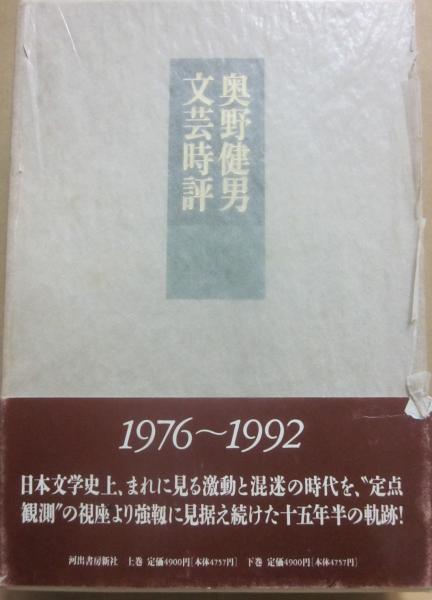 奥野健男
文芸時評
1976〜1992
日本文学史上、まれに見る激動と混迷の時代を、〝定点
観測〟の視座より強靱に見据え続けた十五年半の軌跡!
河出書房新社 上巻 定価4900円[本体4757円] 下巻 定価4900円[本体4757円]